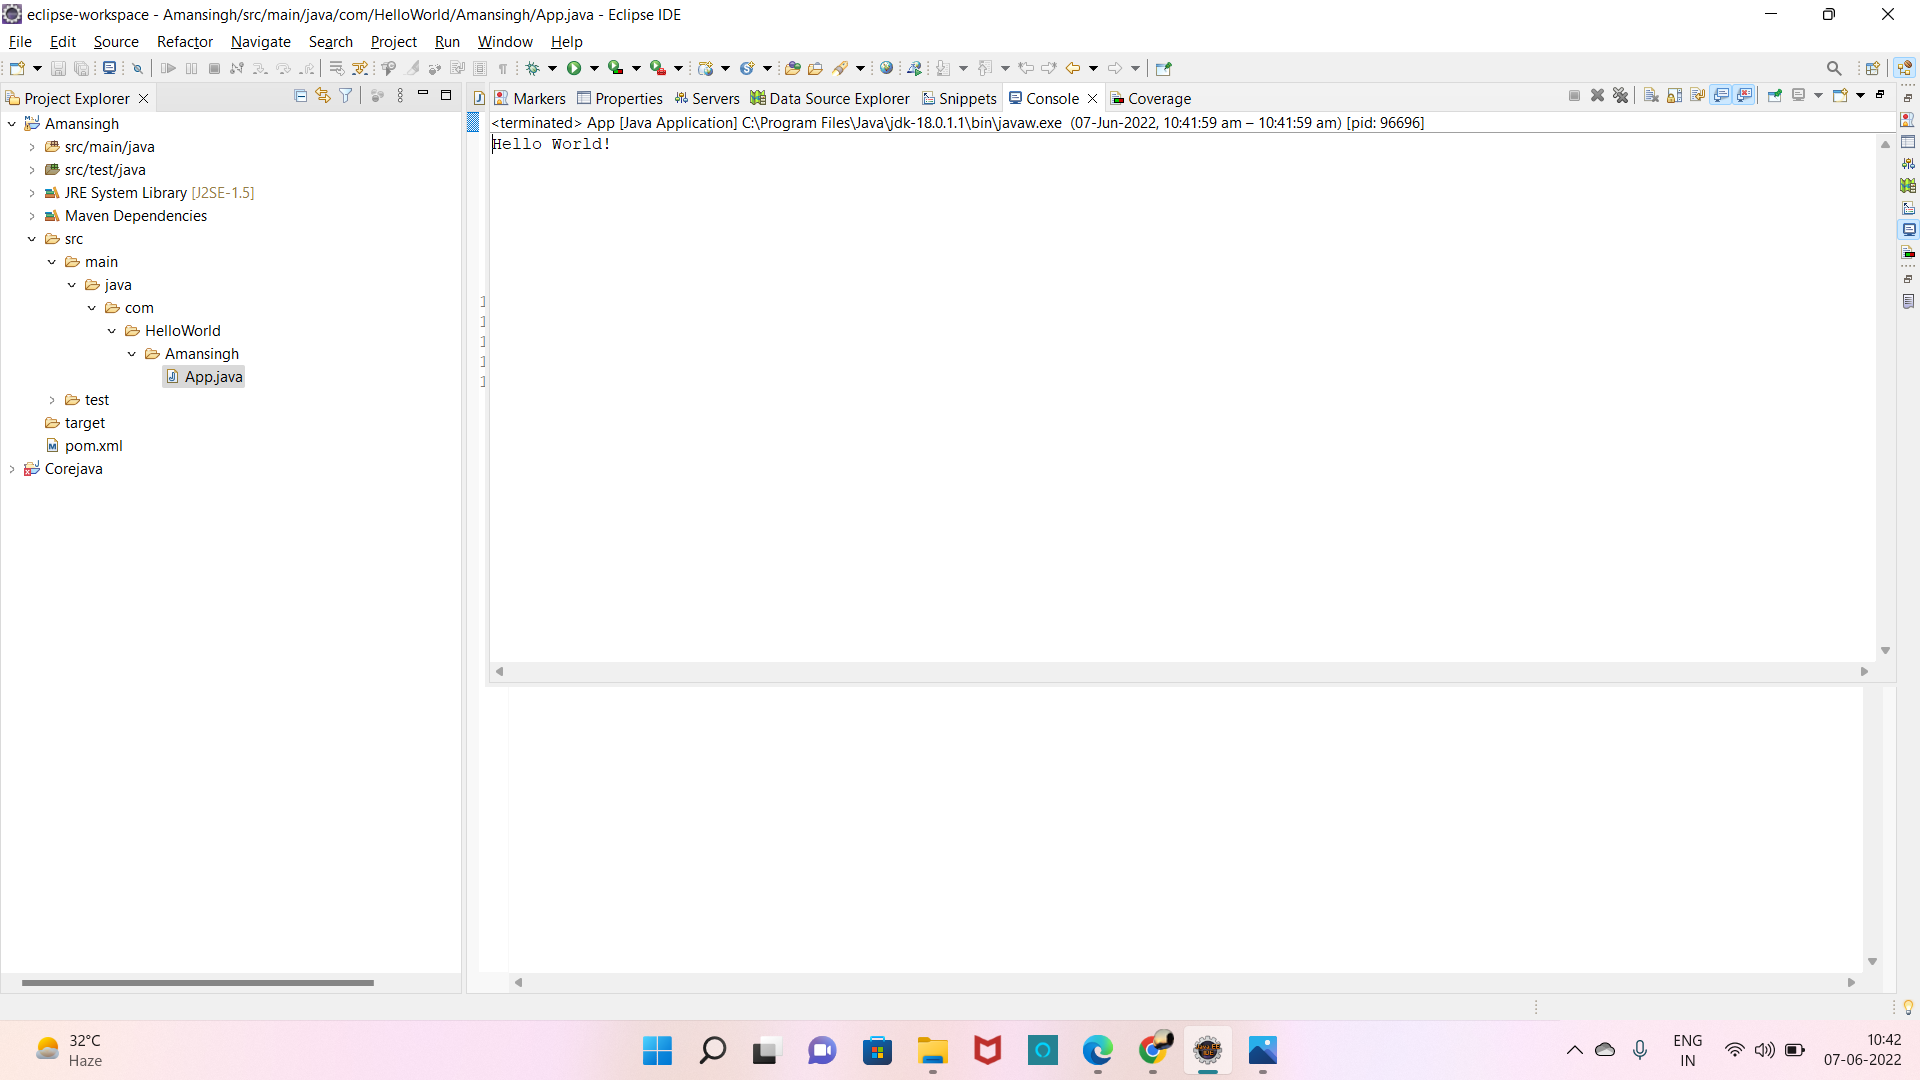 eclipse-workspace - Amansingh/src/main/java/com/HelloWorld/Amansingh/App.java - Eclipse IDE
File Edit Source Refactor Navigate Search Project Run Window Help
Project Explorer
Markers Properties Servers Data Source Explorer Snippets Console Coverage
<terminated> App [Java Application] C:\Program Files\Java\jdk-18.0.1.1\bin\javaw.exe (07-Jun-2022, 10:41:59 am – 10:41:59 am) [pid: 96696]
Hello World!
Amansingh
src/main/java
src/test/java
JRE System Library [J2SE-1.5]
Maven Dependencies
src
main
java
com
HelloWorld
Amansingh
App.java
test
target
pom.xml
Corejava
1
1
1
1
1
32°C
Haze
ENG
IN
10:42
07-06-2022